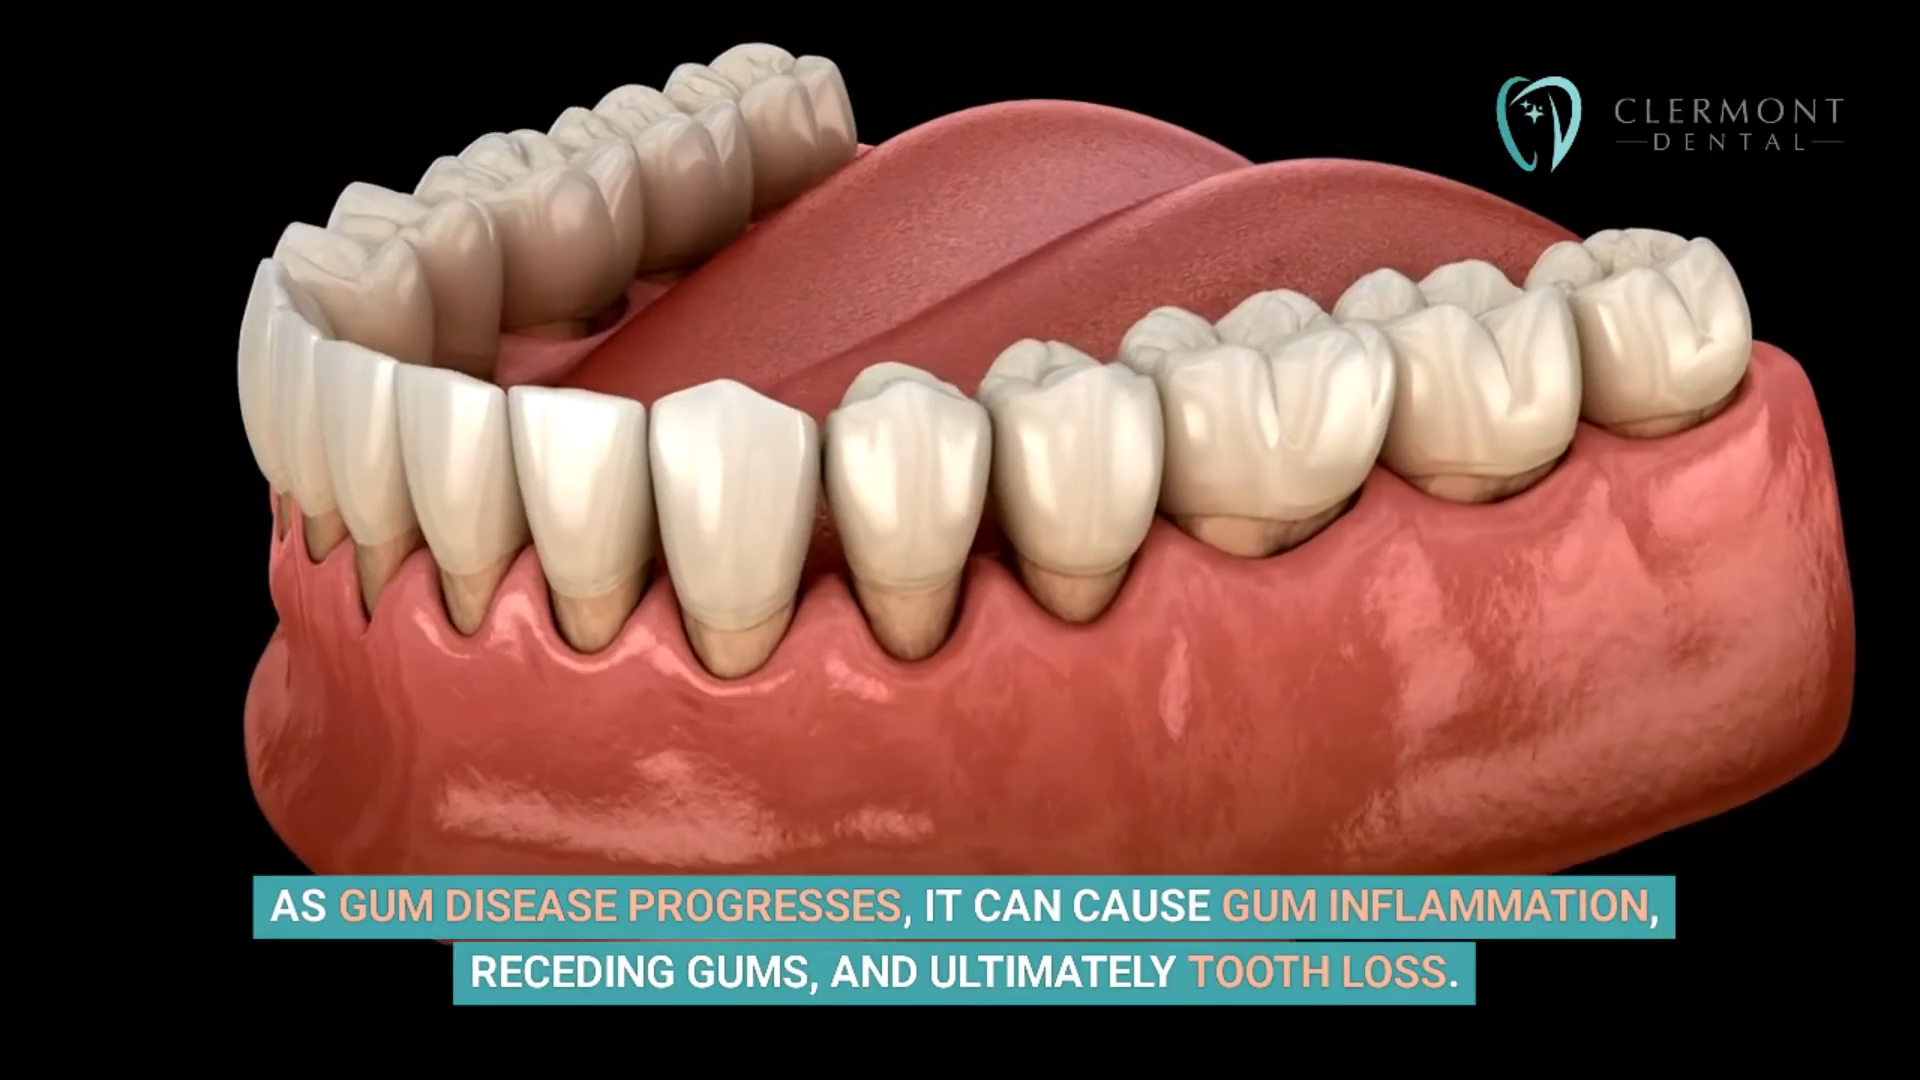 CLERMONT
DENTAL
AS GUM DISEASE PROGRESSES, IT CAN CAUSE GUM INFLAMMATION,
RECEDING GUMS, AND ULTIMATELY TOOTH LOSS.